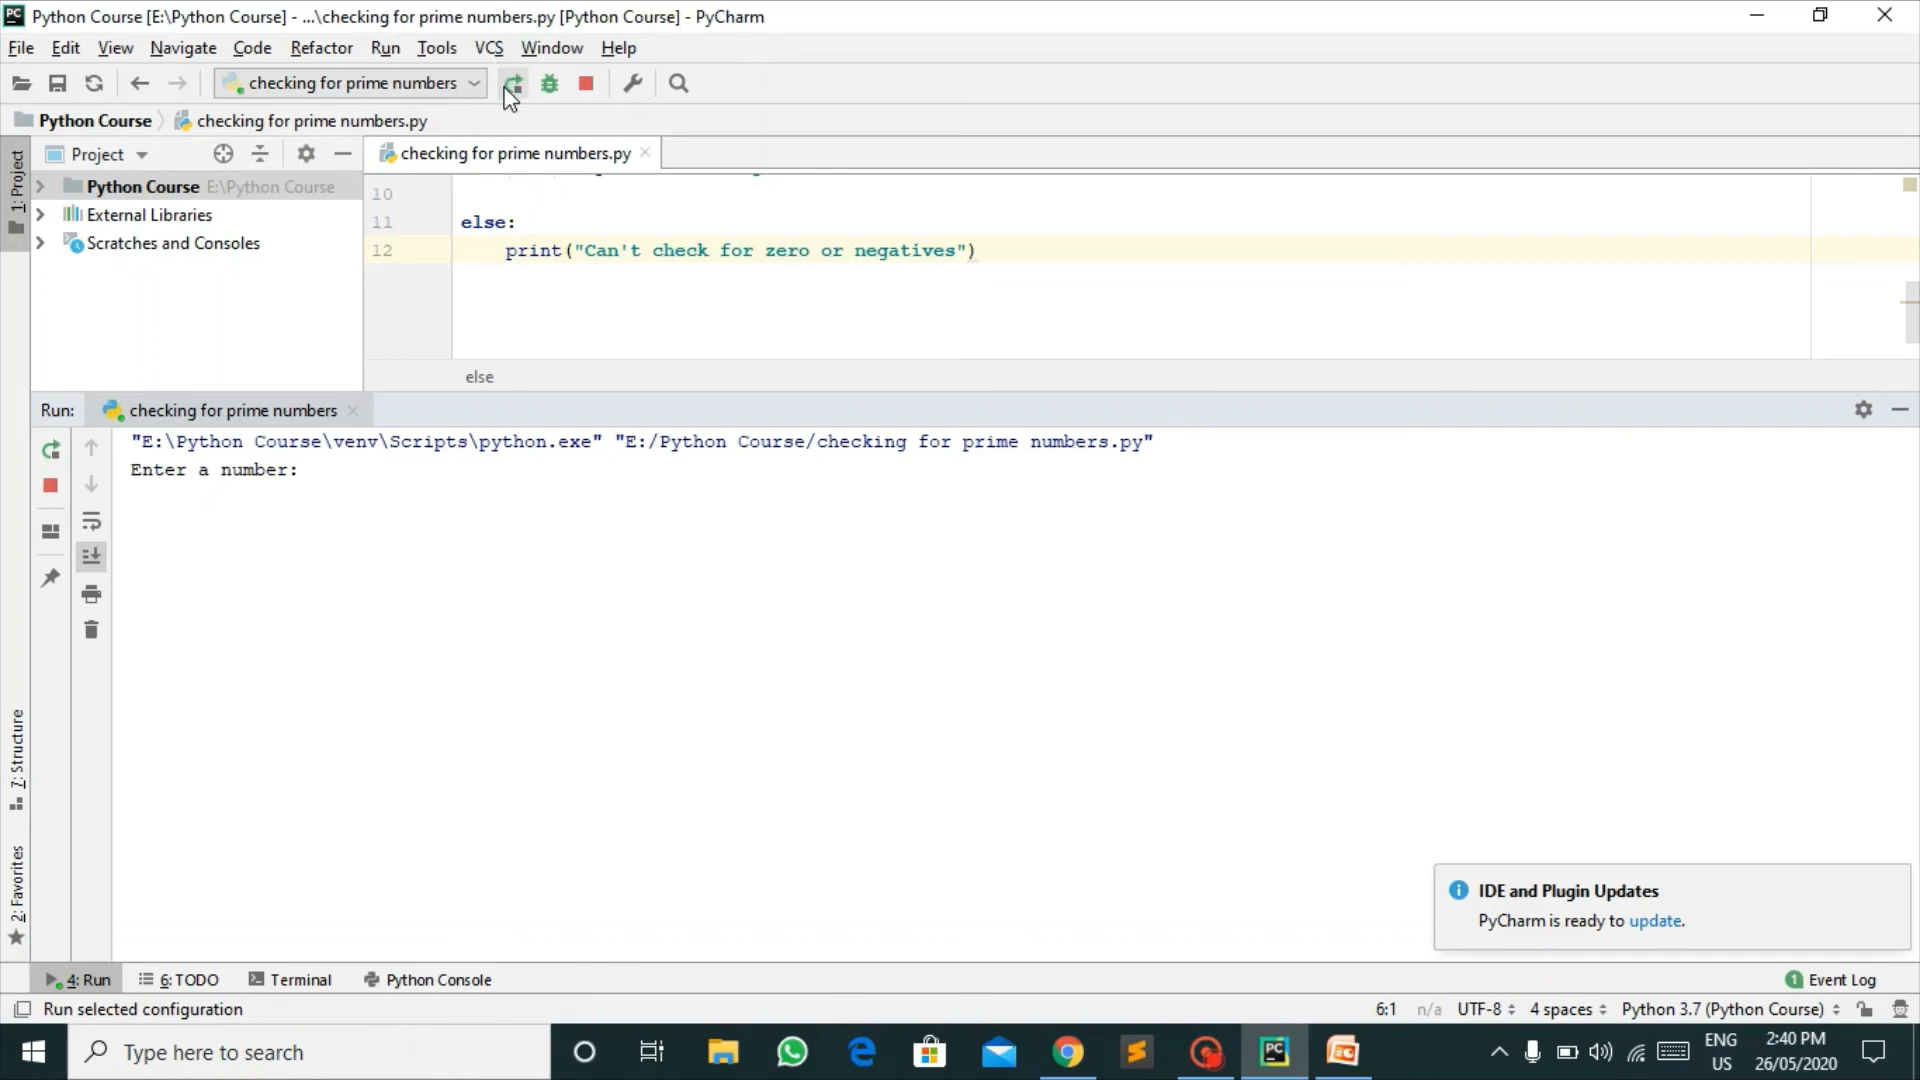 Python Course [E:\Python Course] - ...\checking for prime numbers.py [Python Course] - PyCharm
File Edit View Navigate Code Refactor Run Tools VCS Window Help
checking for prime numbers
Python Course checking for prime numbers.py
1: Project
Project
checking for prime numbers.py
Python Course E:\Python Course
External Libraries
Scratches and Consoles
10
11 else:
12 print("Can't check for zero or negatives")
else
Run: checking for prime numbers
"E:\Python Course\venv\Scripts\python.exe" "E:/Python Course/checking for prime numbers.py"
Enter a number:
7: Structure
2: Favorites
IDE and Plugin Updates
PyCharm is ready to update.
4: Run 6: TODO Terminal Python Console 1 Event Log
Run selected configuration 6:1 n/a UTF-8 4 spaces Python 3.7 (Python Course)
Type here to search
ENG
US
2:40 PM
26/05/2020